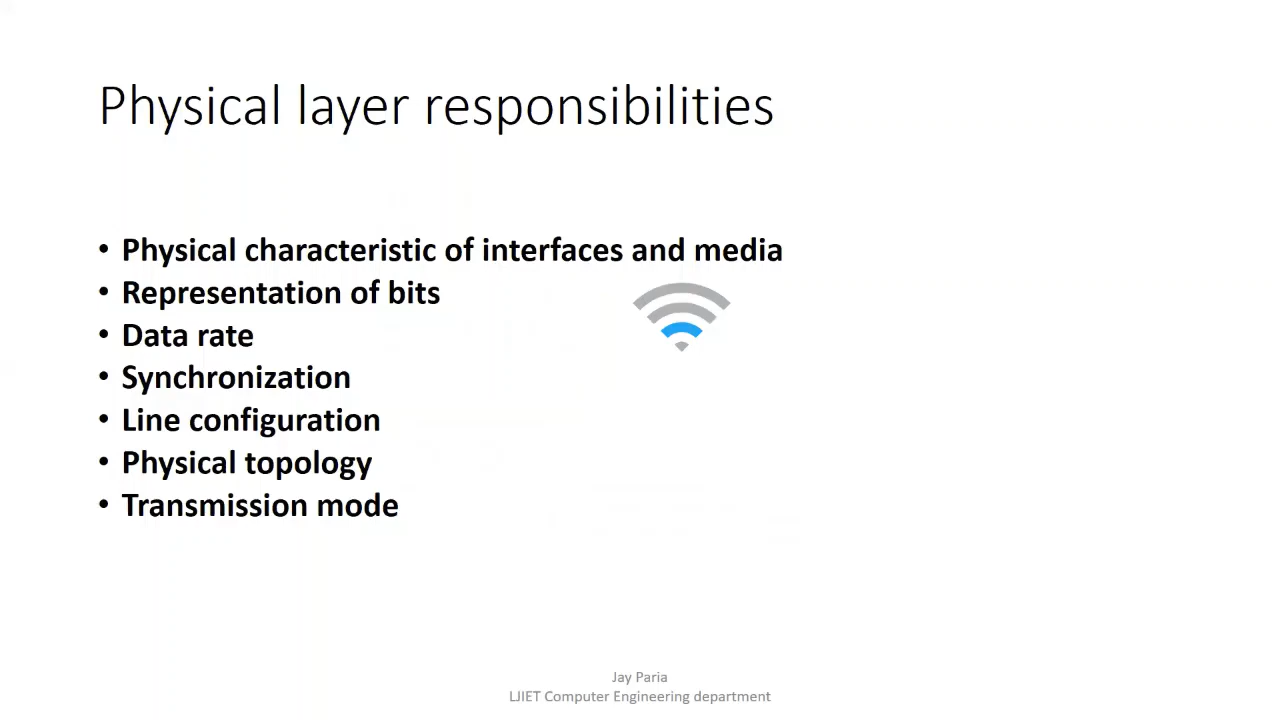 Physical layer responsibilities
• Physical characteristic of interfaces and media
• Representation of bits
• Data rate
• Synchronization
• Line configuration
• Physical topology
• Transmission mode
Jay Paria
LJIET Computer Engineering department